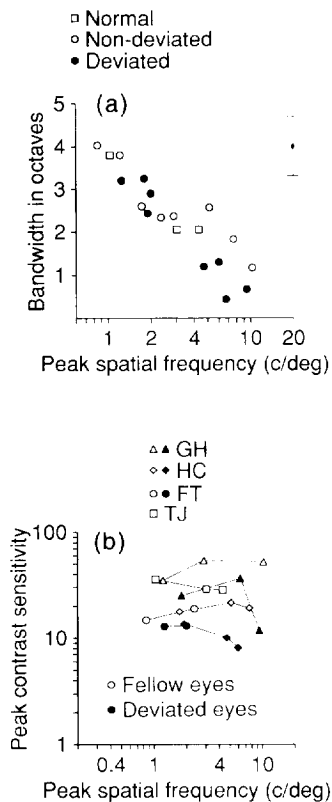 Normal
Non-deviated
Deviated
(a)
5
4
3
2
1
Bandwidth in octaves
1 2 4 10 20
Peak spatial frequency (c/deg)
GH
HC
FT
TJ
(b)
100
10
1
Peak contrast sensitivity
Fellow eyes
Deviated eyes
0.4 1 4 10
Peak spatial frequency (c/deg)